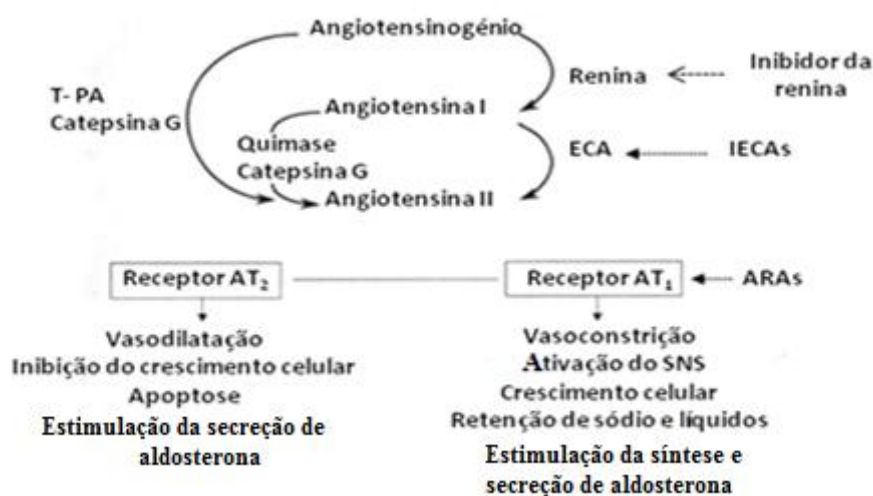 Angiotensinogénio
Renina
Inibidor da
renina
T- PA
Catepsina G
Angiotensina I
Quimase
Catepsina G
ECA
IECAs
Angiotensina II
Receptor AT₂
Receptor AT₁
ARAs
Vasodilatação
Inibição do crescimento celular
Apoptose
Estimulação da secreção de
aldosterona
Vasoconstrição
Ativação do SNS
Crescimento celular
Retenção de sódio e líquidos
Estimulação da síntese e
secreção de aldosterona